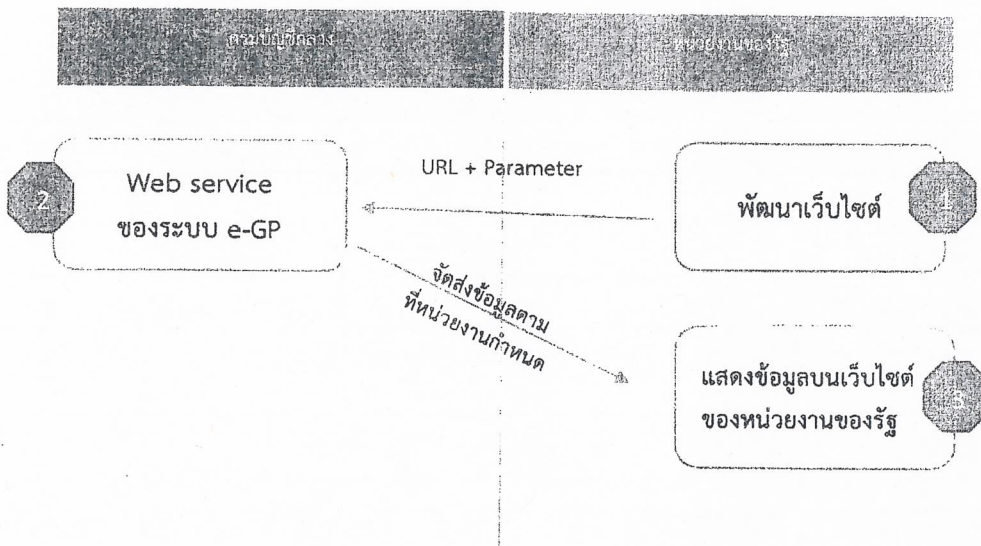 กรมบัญชีกลาง
หน่วยงานของรัฐ
2
Web service
ของระบบ e-GP
URL + Parameter
พัฒนาเว็บไซต์
1
จัดส่งข้อมูลตาม
ที่หน่วยงานกำหนด
แสดงข้อมูลบนเว็บไซต์
ของหน่วยงานของรัฐ
3